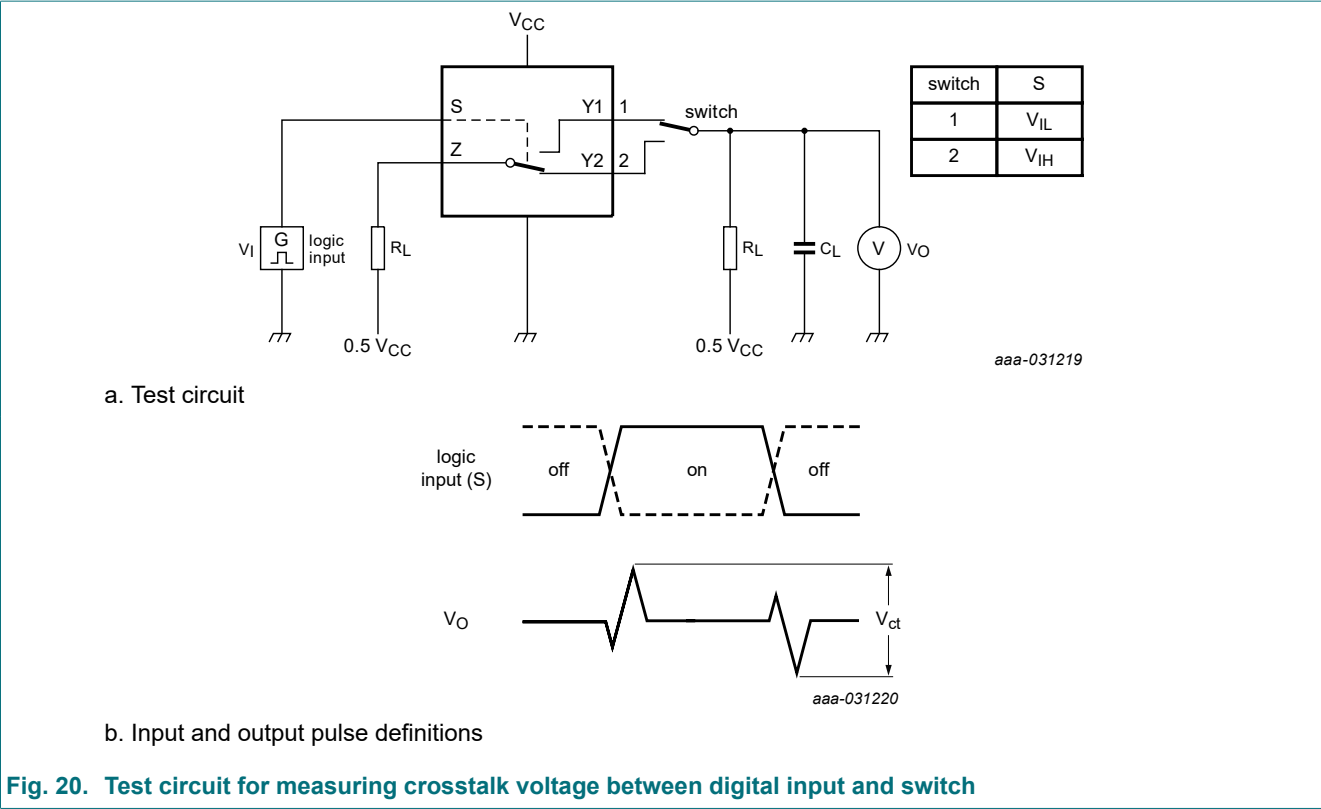 VCC
S
Y1 1
switch
Z
Y2 2
switch S
1 VIL
2 VIH
VI
G
logic
input
RL
RL
CL
V
VO
0.5 VCC
0.5 VCC
aaa-031219
a. Test circuit
logic
input (S)
off
on
off
VO
Vct
aaa-031220
b. Input and output pulse definitions
Fig. 20. Test circuit for measuring crosstalk voltage between digital input and switch